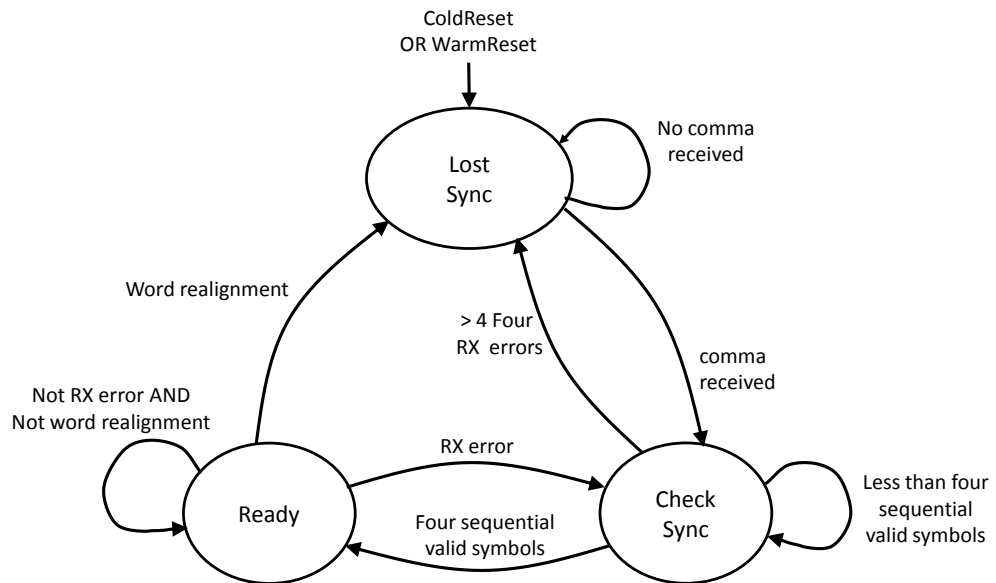 ColdReset
OR WarmReset
No comma
received
Lost
Sync
Word realignment
> 4 Four
RX errors
comma
received
Not RX error AND
Not word realignment
RX error
Ready
Check
Sync
Less than four
sequential
valid symbols
Four sequential
valid symbols